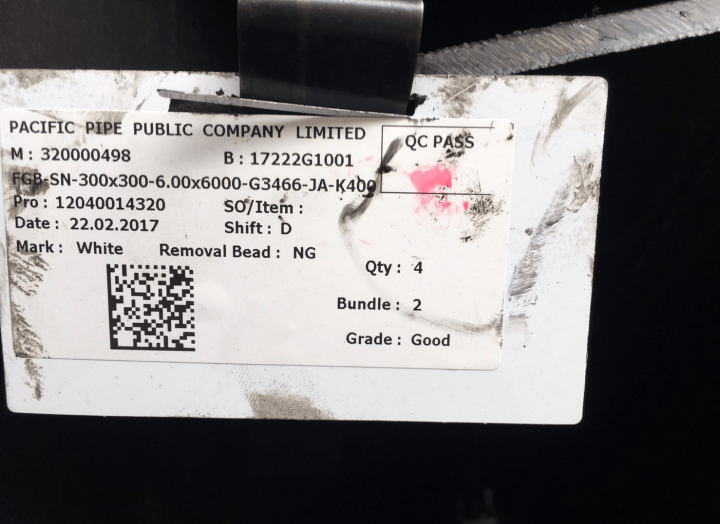 PACIFIC PIPE PUBLIC COMPANY LIMITED
QC PASS
M : 320000498 B : 17222G1001
FGB-SN-300x300-6.00x6000-G3466-JA-K400
Pro : 12040014320 SO/Item :
Date : 22.02.2017 Shift : D
Mark : White Removal Bead : NG
Qty : 4
Bundle : 2
Grade : Good